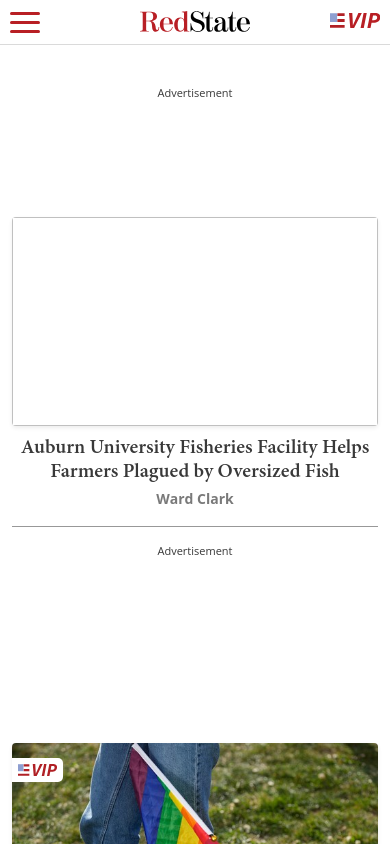 RedState
VIP
Advertisement
Auburn University Fisheries Facility Helps
Farmers Plagued by Oversized Fish
Ward Clark
Advertisement
VIP